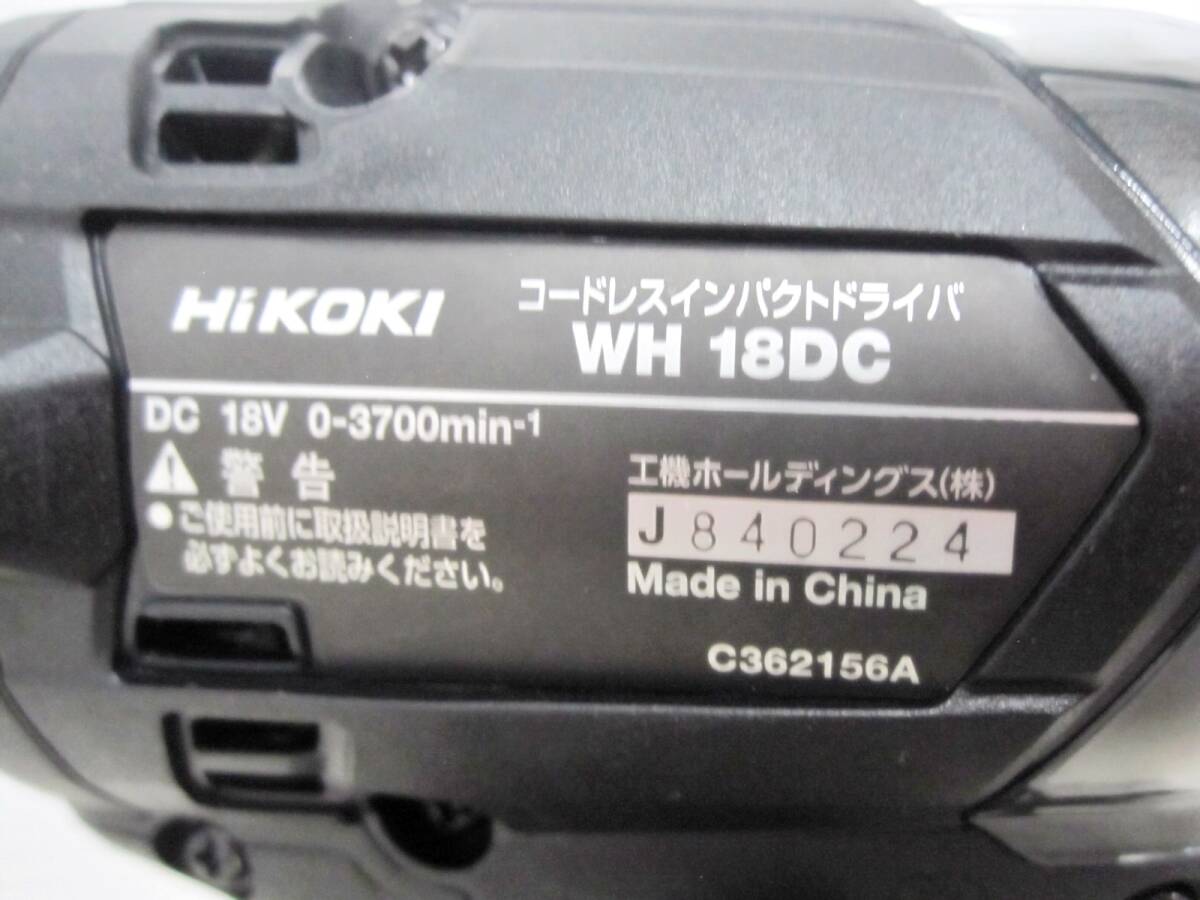 HiKOKI
コードレスインパクトドライバ
WH 18DC
DC 18V 0-3700min-1
警告
●ご使用前に取扱説明書を
必ずよくお読みください。
工機ホールディングス(株)
J840224
Made in China
C362156A